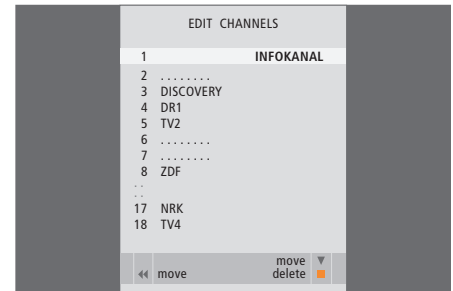 EDIT CHANNELS
1 INFOKANAL
2 ........
3 DISCOVERY
4 DR1
5 TV2
6 ........
7 ........
8 ZDF
..
..
17 NRK
18 TV4
move
move delete